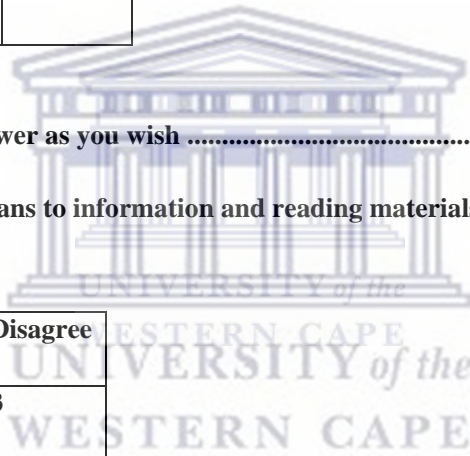 wer as you wish ........................................
ans to information and reading materials
UNIVERSITY of the
Disagree
WESTERN CAPE
UNIVERSITY of the
3
WESTERN CAPE